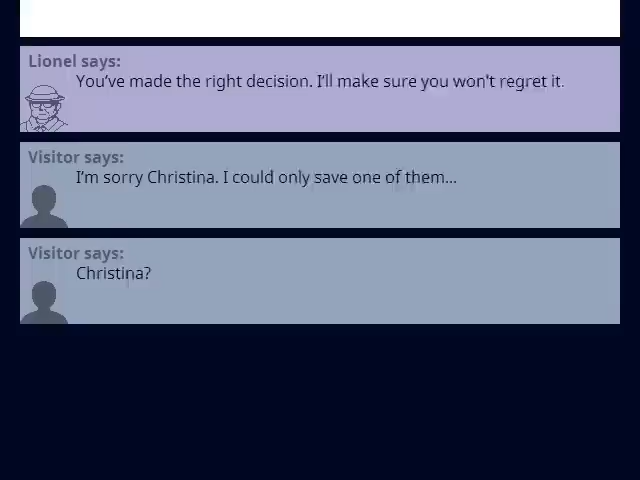 Lionel says:
You’ve made the right decision. I’ll make sure you won't regret it.
Visitor says:
I’m sorry Christina. I could only save one of them...
Visitor says:
Christina?